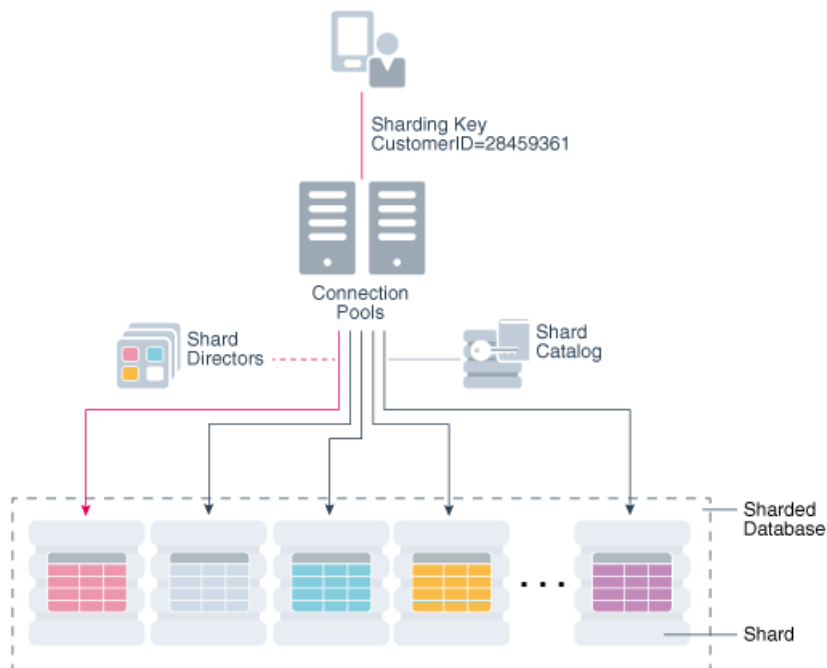 Sharding Key
CustomerID=28459361
Connection
Pools
Shard
Directors
Shard
Catalog
Sharded
Database
...
Shard